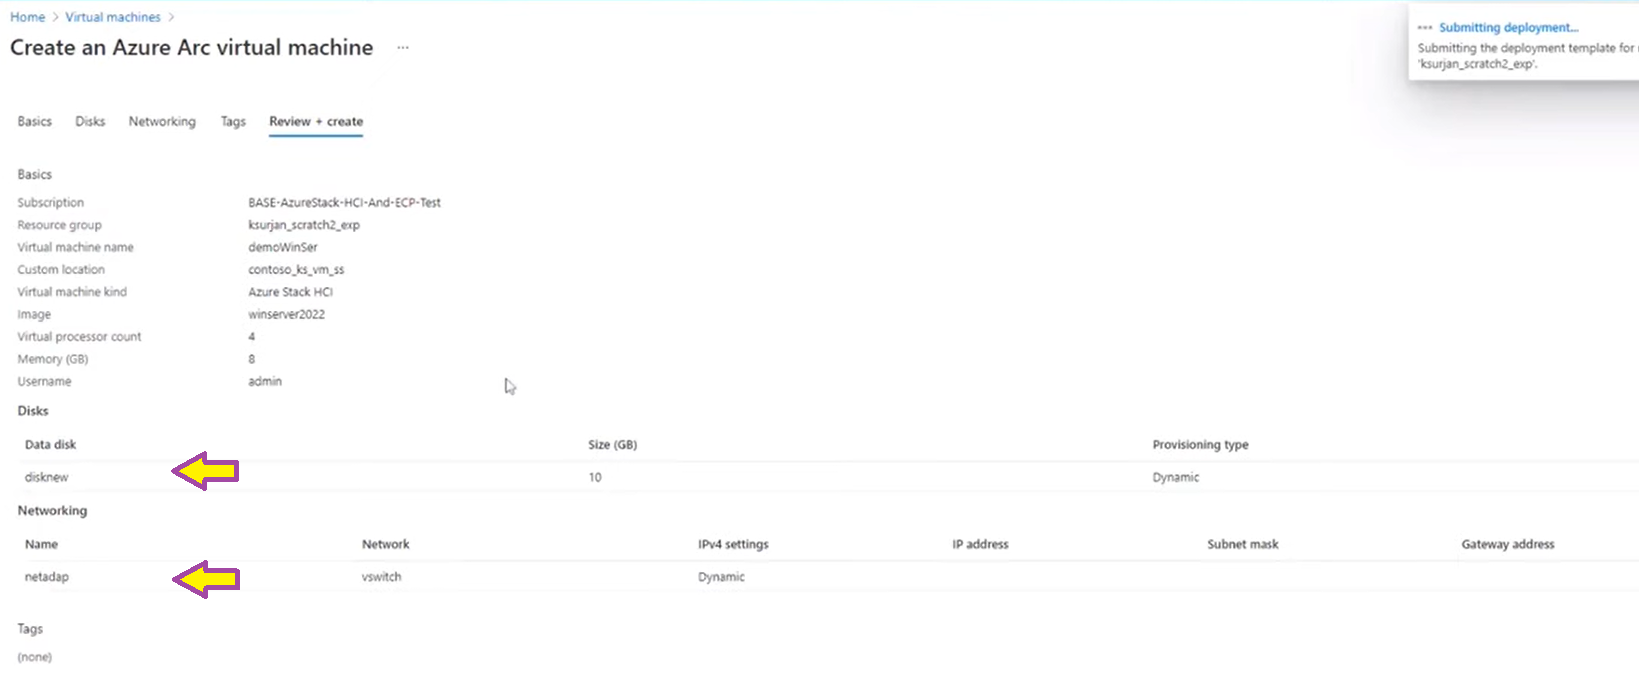 Home > Virtual machines >
Create an Azure Arc virtual machine ...
... Submitting deployment...
Submitting the deployment template for
'ksurjan_scratch2_exp'.
Basics Disks Networking Tags Review + create
Basics
Subscription BASE-AzureStack-HCI-And-ECP-Test
Resource group ksurjan_scratch2_exp
Virtual machine name demoWinSer
Custom location contoso_ks_vm_ss
Virtual machine kind Azure Stack HCI
Image winserver2022
Virtual processor count 4
Memory (GB) 8
Username admin
Disks
Data disk Size (GB) Provisioning type
disknew 10 Dynamic
Networking
Name Network IPv4 settings IP address Subnet mask Gateway address
netadap vswitch Dynamic
Tags
(none)